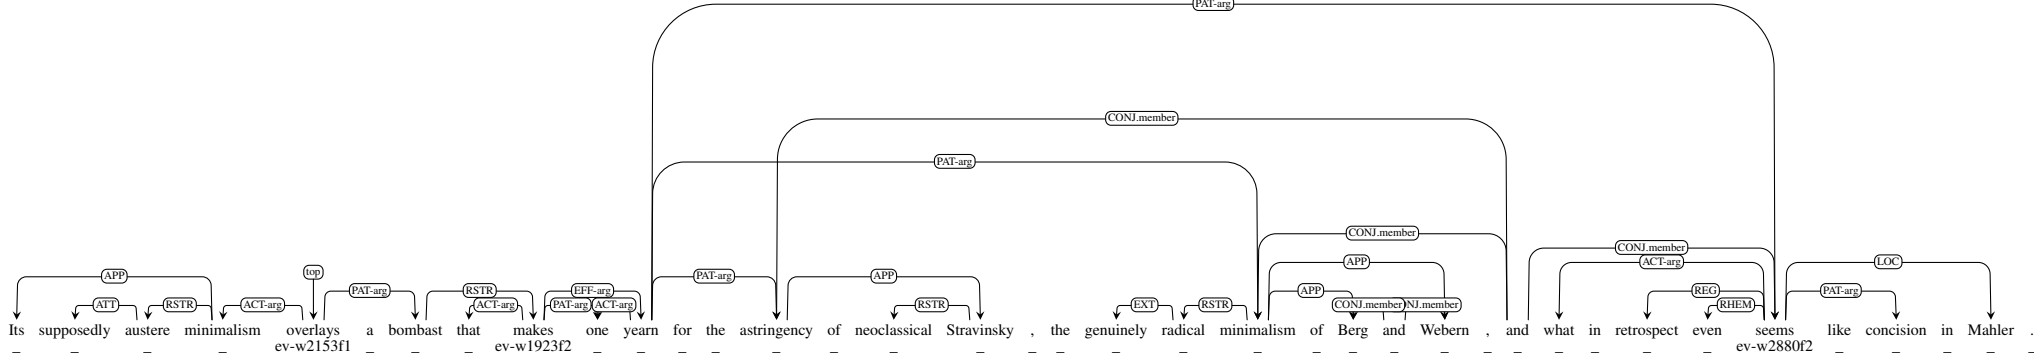 PAT-arg
CONJ.member
PAT-arg
CONJ.member
CONJ.member
top APP PAT-arg APP APP ACT-arg LOC
RSTR EFF-arg APP REG PAT-arg
ATT RSTR ACT-arg ACT-arg PAT-arg ACT-arg RSTR EXT RSTR CONJ.member RHEM
Its supposedly austere minimalism overlays a bombast that makes one yearn for the astringency of neoclassical Stravinsky , the genuinely radical minimalism of Berg and Webern , and what in retrospect even seems like concision in Mahler .
_ _ _ _ ev-w2153f1 _ _ _ ev-w1923f2 _ _ _ _ _ _ _ _ _ _ _ _ _ _ _ _ _ _ _ _ _ _ _ ev-w2880f2 _ _ _ _ _